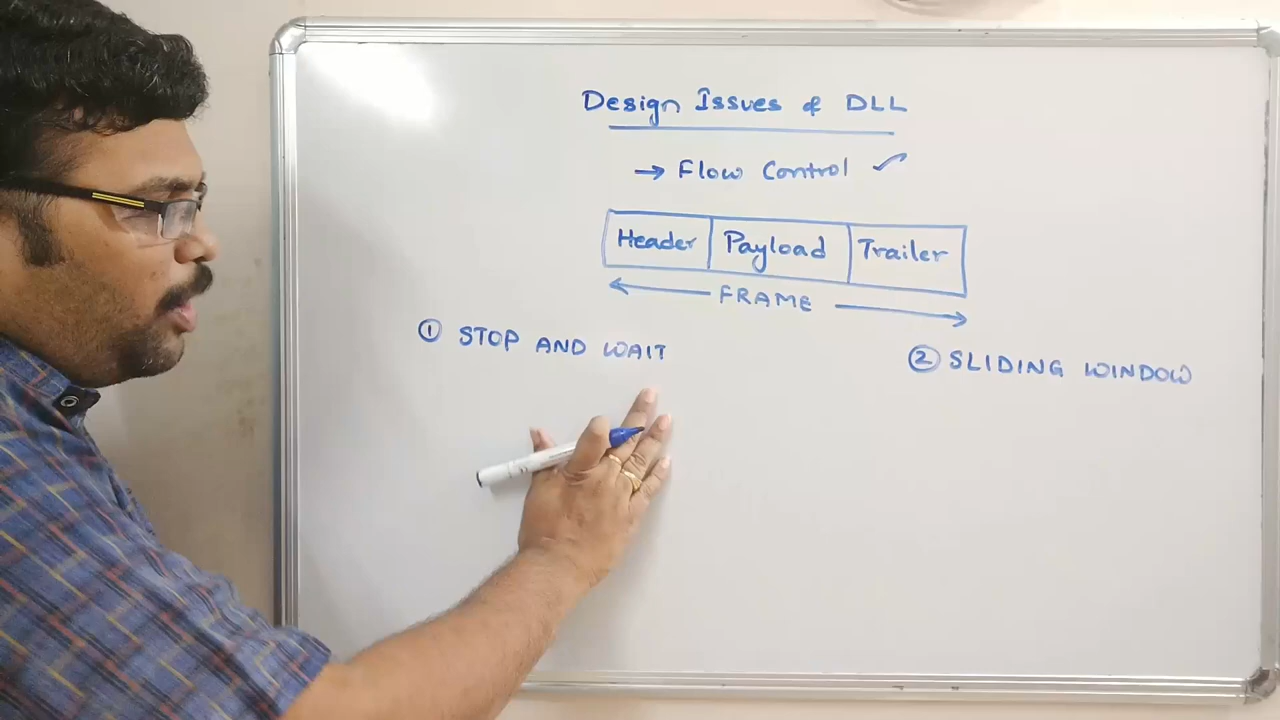 Design Issues of DLL
→ Flow Control ✓
Header Payload Trailer
FRAME
① STOP AND WAIT
② SLIDING WINDOW